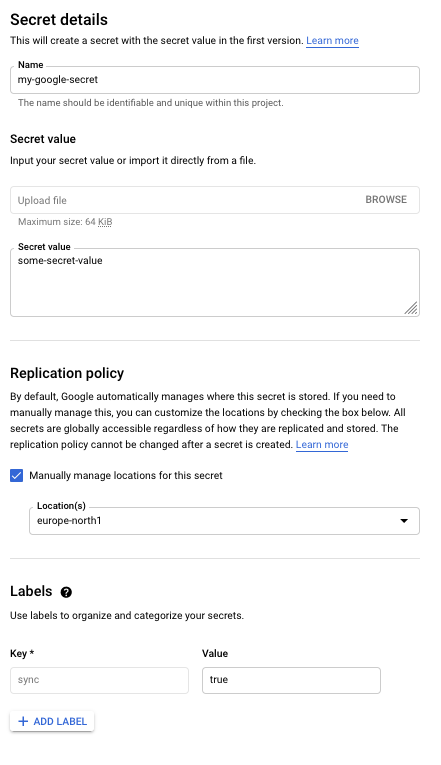 Secret details
This will create a secret with the secret value in the first version. Learn more
Name
my-google-secret
The name should be identifiable and unique within this project.
Secret value
Input your secret value or import it directly from a file.
Upload file BROWSE
Maximum size: 64 KiB
Secret value
some-secret-value
Replication policy
By default, Google automatically manages where this secret is stored. If you need to
manually manage this, you can customize the locations by checking the box below. All
secrets are globally accessible regardless of how they are replicated and stored. The
replication policy cannot be changed after a secret is created. Learn more
Manually manage locations for this secret
Location(s)
europe-north1
Labels ?
Use labels to organize and categorize your secrets.
Key * Value
sync true
+ ADD LABEL